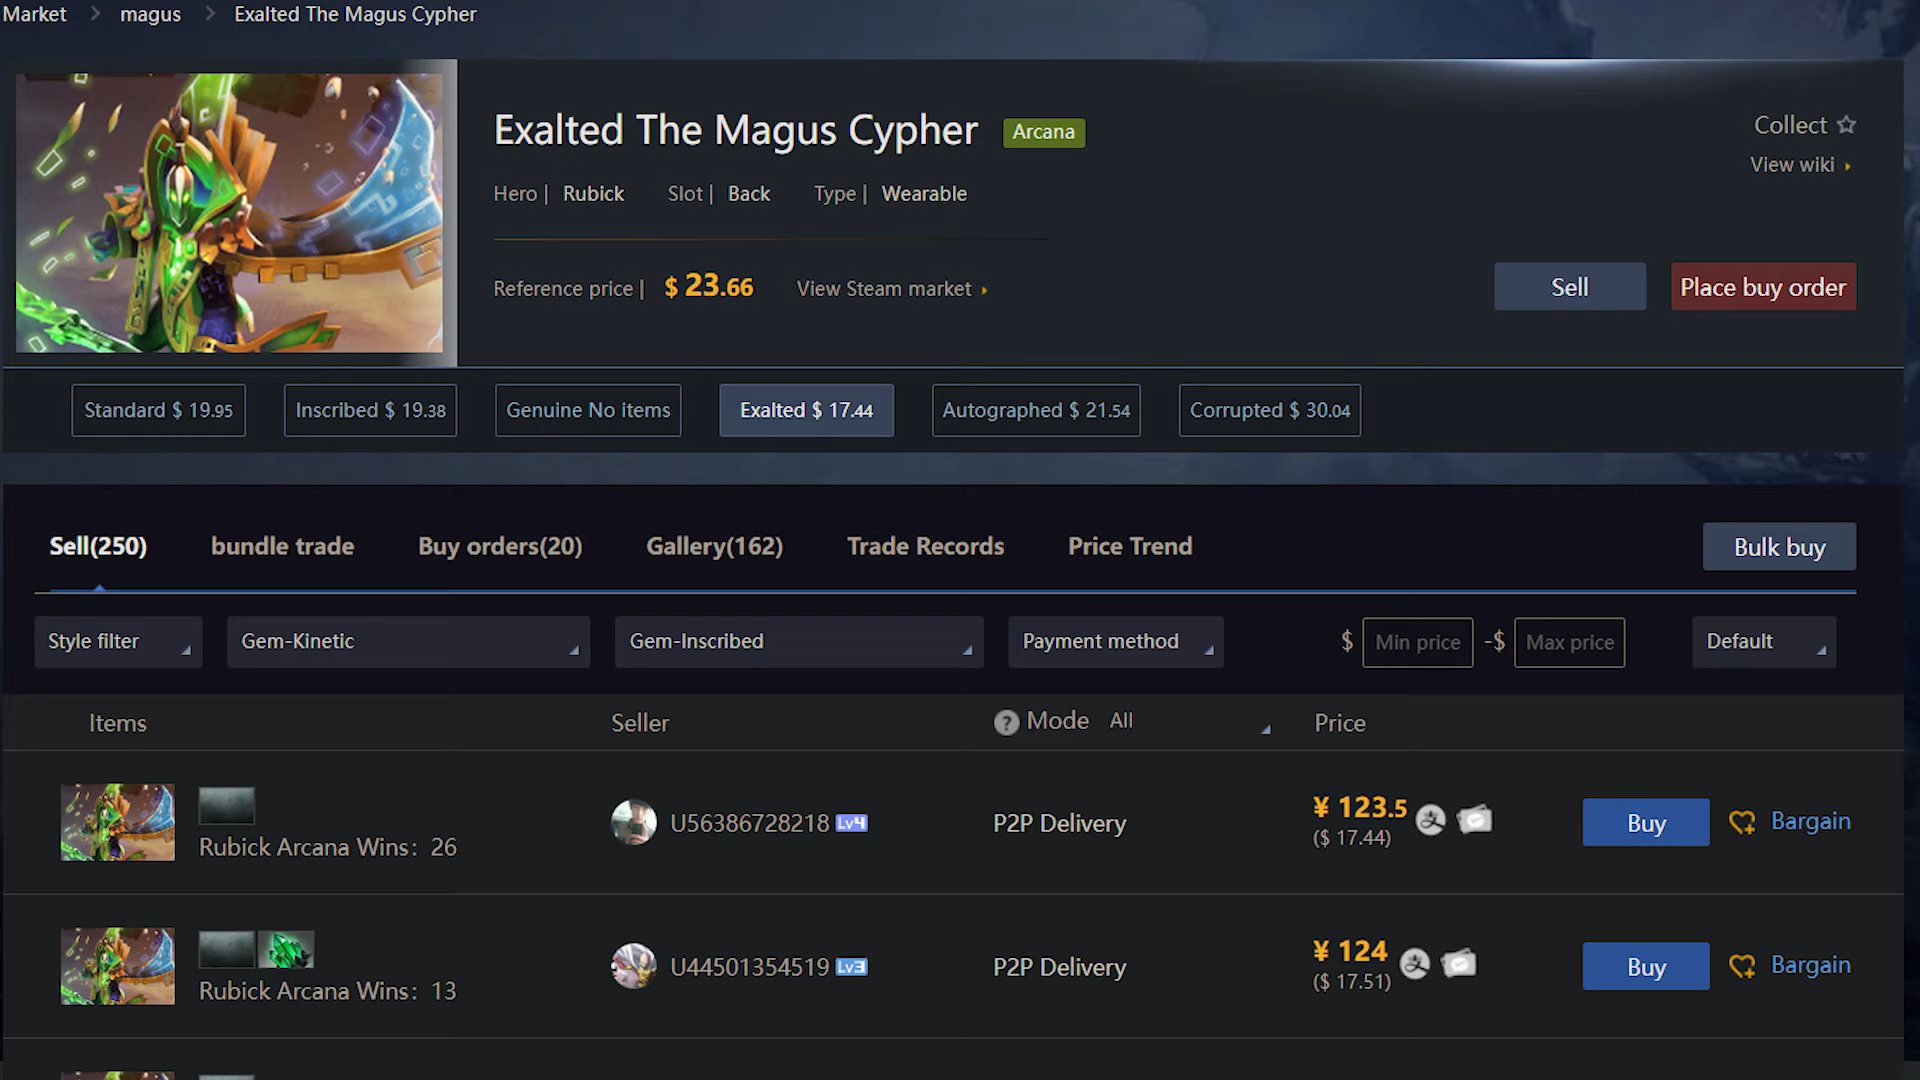 Market > magus > Exalted The Magus Cypher
Exalted The Magus Cypher Arcana
Collect
View wiki
Hero | Rubick Slot | Back Type | Wearable
Reference price | $ 23.66 View Steam market
Sell Place buy order
Standard $ 19.95 Inscribed $ 19.38 Genuine No items Exalted $ 17.44 Autographed $ 21.54 Corrupted $ 30.04
Sell(250) bundle trade Buy orders(20) Gallery(162) Trade Records Price Trend Bulk buy
Style filter Gem-Kinetic Gem-Inscribed Payment method $ Min price -$ Max price Default
Items Seller ? Mode All Price
Rubick Arcana Wins: 26
U56386728218 Lv4
P2P Delivery
¥ 123.5
($ 17.44)
Buy Bargain
Rubick Arcana Wins: 13
U44501354519 Lv3
P2P Delivery
¥ 124
($ 17.51)
Buy Bargain